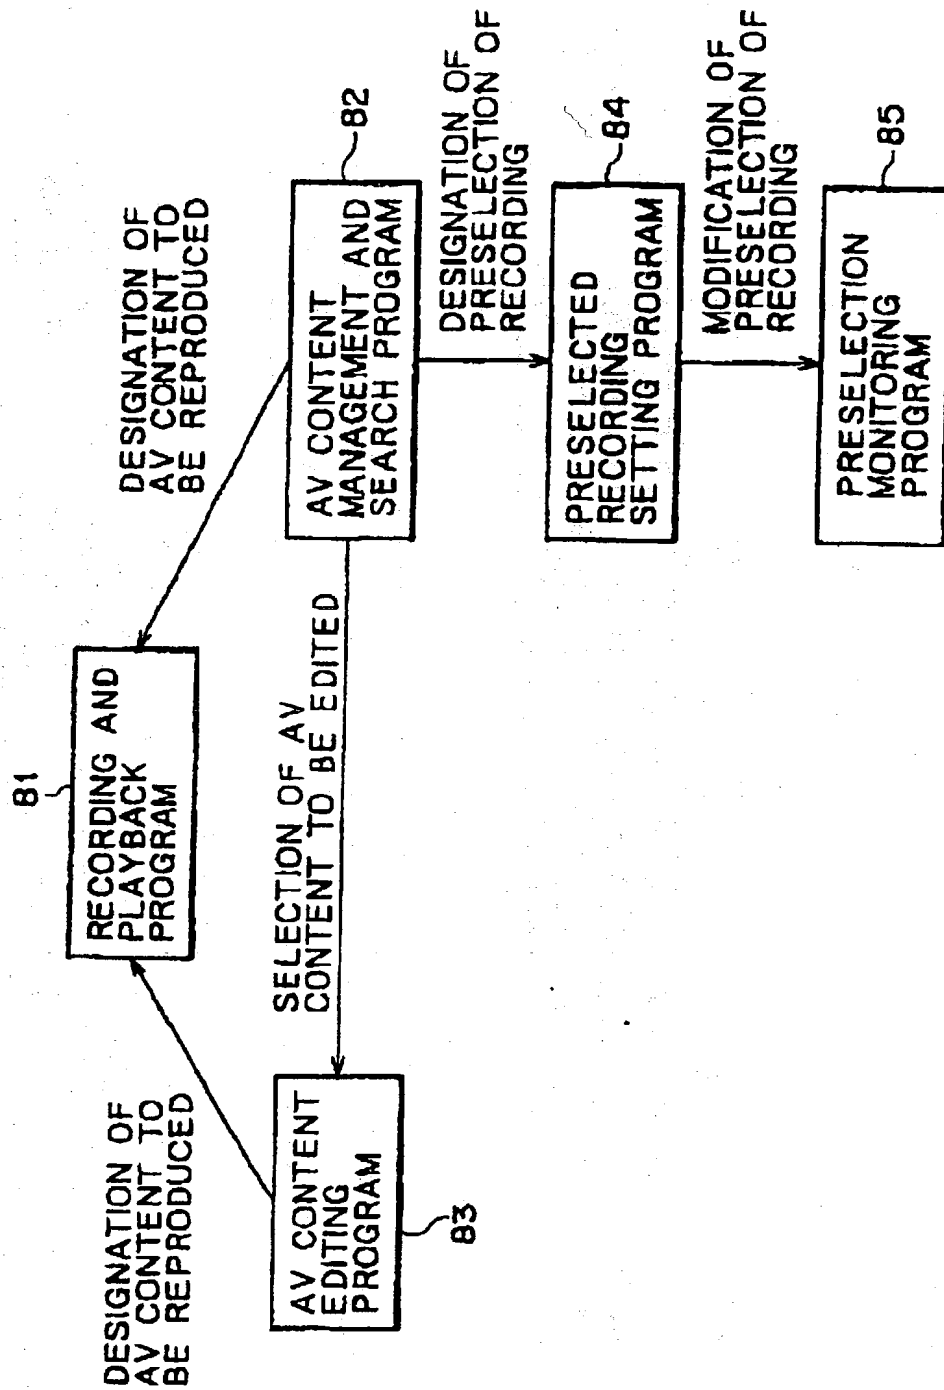 81
RECORDING AND
PLAYBACK
PROGRAM
DESIGNATION OF
AV CONTENT TO
BE REPRODUCED
DESIGNATION OF
AV CONTENT TO
BE REPRODUCED
AV CONTENT
EDITING
PROGRAM
83
SELECTION OF AV
CONTENT TO BE EDITED
AV CONTENT
MANAGEMENT AND
SEARCH PROGRAM
82
DESIGNATION OF
PRESELECTION OF
RECORDING
PRESELECTED
RECORDING
SETTING PROGRAM
84
MODIFICATION OF
PRESELECTION OF
RECORDING
PRESELECTION
MONITORING
PROGRAM
85